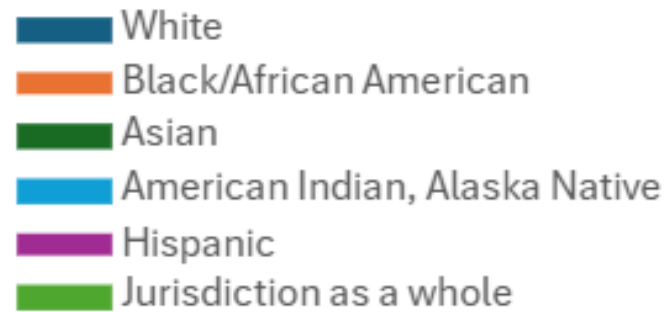 White
Black/African American
Asian
American Indian, Alaska Native
Hispanic
Jurisdiction as a whole